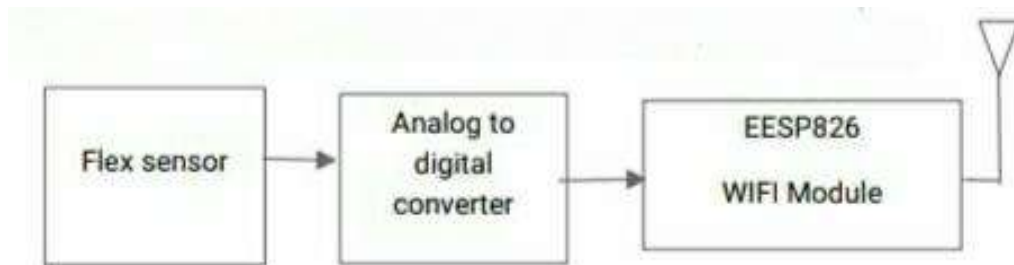 Flex sensor
Analog to
digital
converter
EESP826
WIFI Module